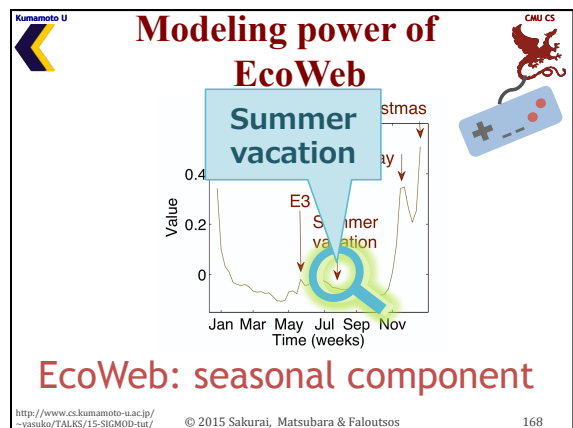 Kumamoto U
CMU CS
Modeling power of
EcoWeb
Summer
vacation
stmas
ay
0.4
E3
Summer
vacation
0.2
Value
0
Jan Mar May Jul Sep Nov
Time (weeks)
EcoWeb: seasonal component
http://www.cs.kumamoto-u.ac.jp/
~yasuko/TALKS/15-SIGMOD-tut/
© 2015 Sakurai, Matsubara & Faloutsos
168